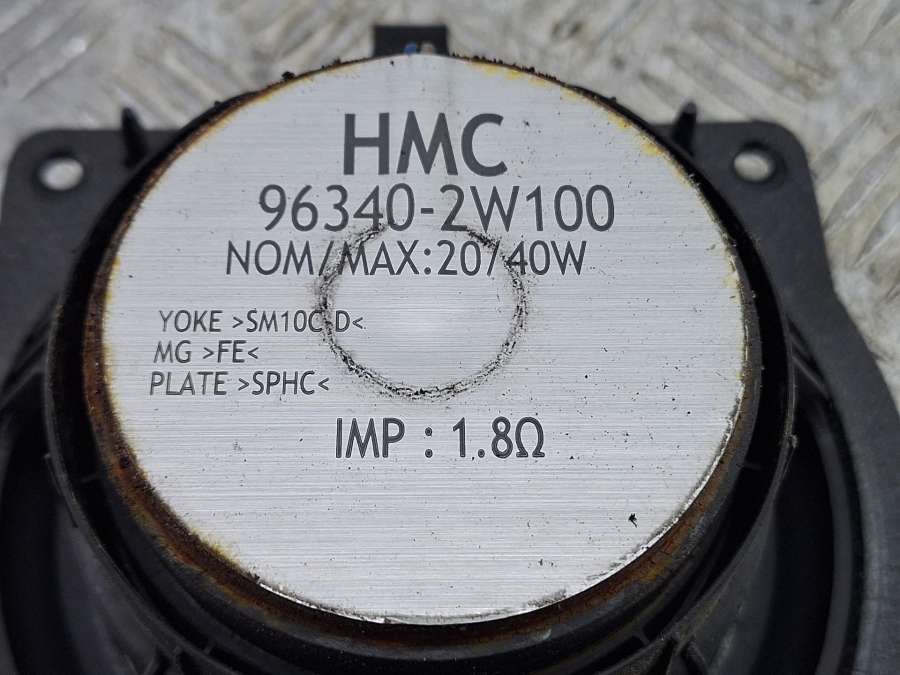 HMC
96340-2W100
NOM/MAX:20/40W
YOKE >SM10C D<
MG >FE<
PLATE >SPHC<
IMP : 1.8Ω